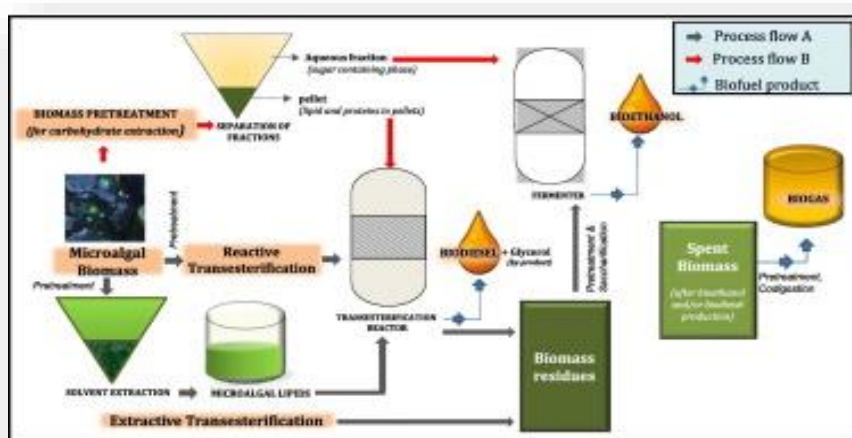 Process flow A
Process flow B
Biofuel product
Aqueous fraction
(sugar containing phase)
pellet
(lipid and proteins in pellets)
BIOMASS PRETREATMENT
(for carbohydrate extraction)
SEPARATION OF
FRACTIONS
BIOETHANOL
FERMENTER
BIOGAS
Microalgal
Biomass
Pretreatment
Reactive
Transesterification
BIODIESEL + Glycerol
(by product)
Pretreatment &
Saccharification
Spent
Biomass
(after bioethanol
and/or biodiesel
production)
Pretreatment,
Codigestion
Pretreatment
TRANSESTERIFICATION
REACTOR
SOLVENT EXTRACTION
MICROALGAL LIPIDS
Biomass
residues
Extractive Transesterification